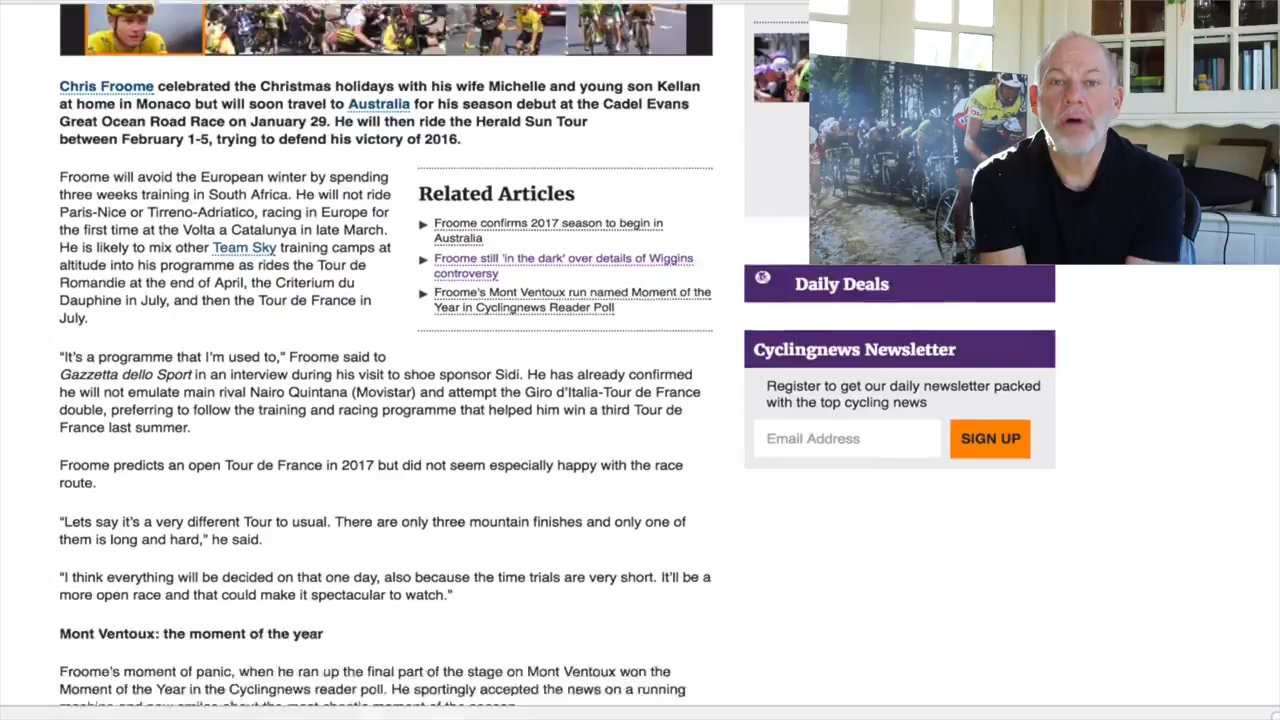 Chris Froome celebrated the Christmas holidays with his wife Michelle and young son Kellan
at home in Monaco but will soon travel to Australia for his season debut at the Cadel Evans
Great Ocean Road Race on January 29. He will then ride the Herald Sun Tour
between February 1-5, trying to defend his victory of 2016.
Froome will avoid the European winter by spending
three weeks training in South Africa. He will not ride
Paris-Nice or Tirreno-Adriatico, racing in Europe for
the first time at the Volta a Catalunya in late March.
He is likely to mix other Team Sky training camps at
altitude into his programme as rides the Tour de
Romandie at the end of April, the Criterium du
Dauphine in July, and then the Tour de France in
July.
Related Articles
Froome confirms 2017 season to begin in
Australia
Froome still 'in the dark' over details of Wiggins
controversy
Froome's Mont Ventoux run named Moment of the
Year in Cyclingnews Reader Poll
“It's a programme that I'm used to,” Froome said to
Gazzetta dello Sport in an interview during his visit to shoe sponsor Sidi. He has already confirmed
he will not emulate main rival Nairo Quintana (Movistar) and attempt the Giro d'Italia-Tour de France
double, preferring to follow the training and racing programme that helped him win a third Tour de
France last summer.
Froome predicts an open Tour de France in 2017 but did not seem especially happy with the race
route.
“Lets say it's a very different Tour to usual. There are only three mountain finishes and only one of
them is long and hard,” he said.
“I think everything will be decided on that one day, also because the time trials are very short. It'll be a
more open race and that could make it spectacular to watch.”
Mont Ventoux: the moment of the year
Froome's moment of panic, when he ran up the final part of the stage on Mont Ventoux won the
Moment of the Year in the Cyclingnews reader poll. He sportingly accepted the news on a running
Daily Deals
Cyclingnews Newsletter
Register to get our daily newsletter packed
with the top cycling news
Email Address
SIGN UP